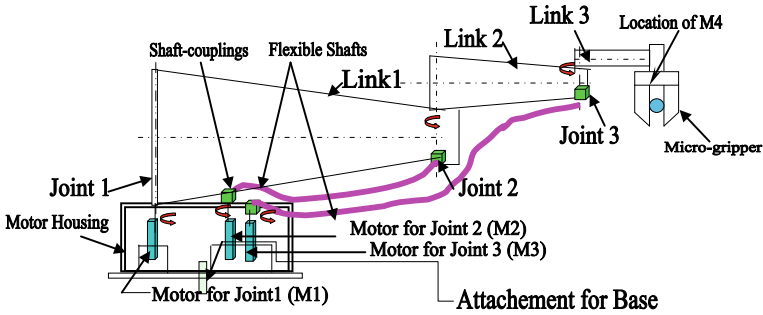 Link 3
Location of M4
Link 2
Shaft-couplings
Flexible Shafts
Link1
Joint 3
Micro-gripper
Joint 1
Joint 2
Motor Housing
Motor for Joint 2 (M2)
Motor for Joint 3 (M3)
Motor for Joint1 (M1)
Attachement for Base